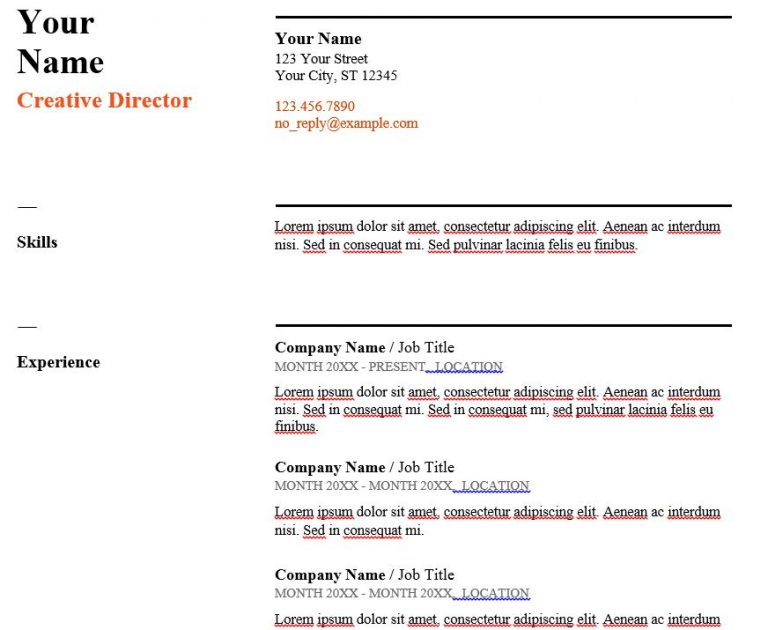 Your
Name
Creative Director
Your Name
123 Your Street
Your City, ST 12345
123.456.7890
no_reply@example.com
Skills
Lorem ipsum dolor sit amet, consectetur adipiscing elit. Aenean ac interdum
nisi. Sed in consequat mi. Sed pulvinar lacinia felis eu finibus.
Experience
Company Name / Job Title
MONTH 20XX - PRESENT, LOCATION
Lorem ipsum dolor sit amet, consectetur adipiscing elit. Aenean ac interdum
nisi. Sed in consequat mi. Sed in consequat mi, sed pulvinar lacinia felis eu
finibus.
Company Name / Job Title
MONTH 20XX - MONTH 20XX, LOCATION
Lorem ipsum dolor sit amet, consectetur adipiscing elit. Aenean ac interdum
nisi. Sed in consequat mi.
Company Name / Job Title
MONTH 20XX - MONTH 20XX, LOCATION
Lorem ipsum dolor sit amet, consectetur adipiscing elit. Aenean ac interdum